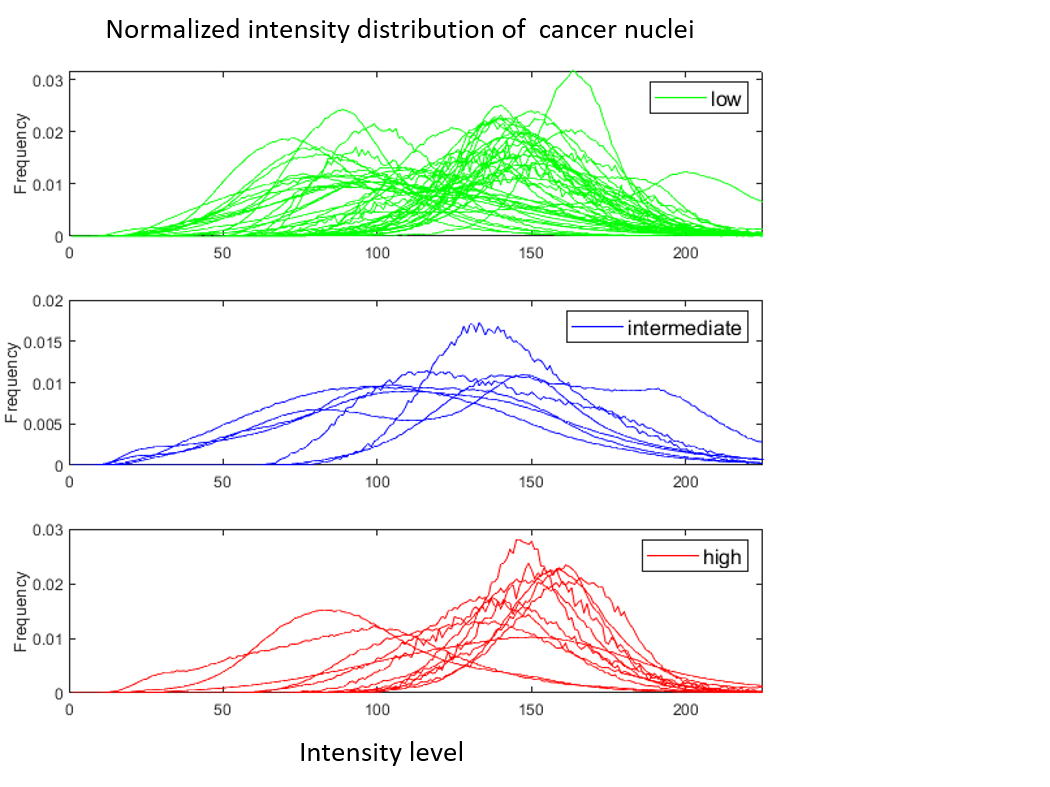 Normalized intensity distribution of  cancer nuclei
Frequency
0.03
0.02
0.01
0
low
0 50 100 150 200
Frequency
0.02
0.015
0.01
0.005
0
intermediate
0 50 100 150 200
Frequency
0.03
0.02
0.01
0
high
0 50 100 150 200
Intensity level